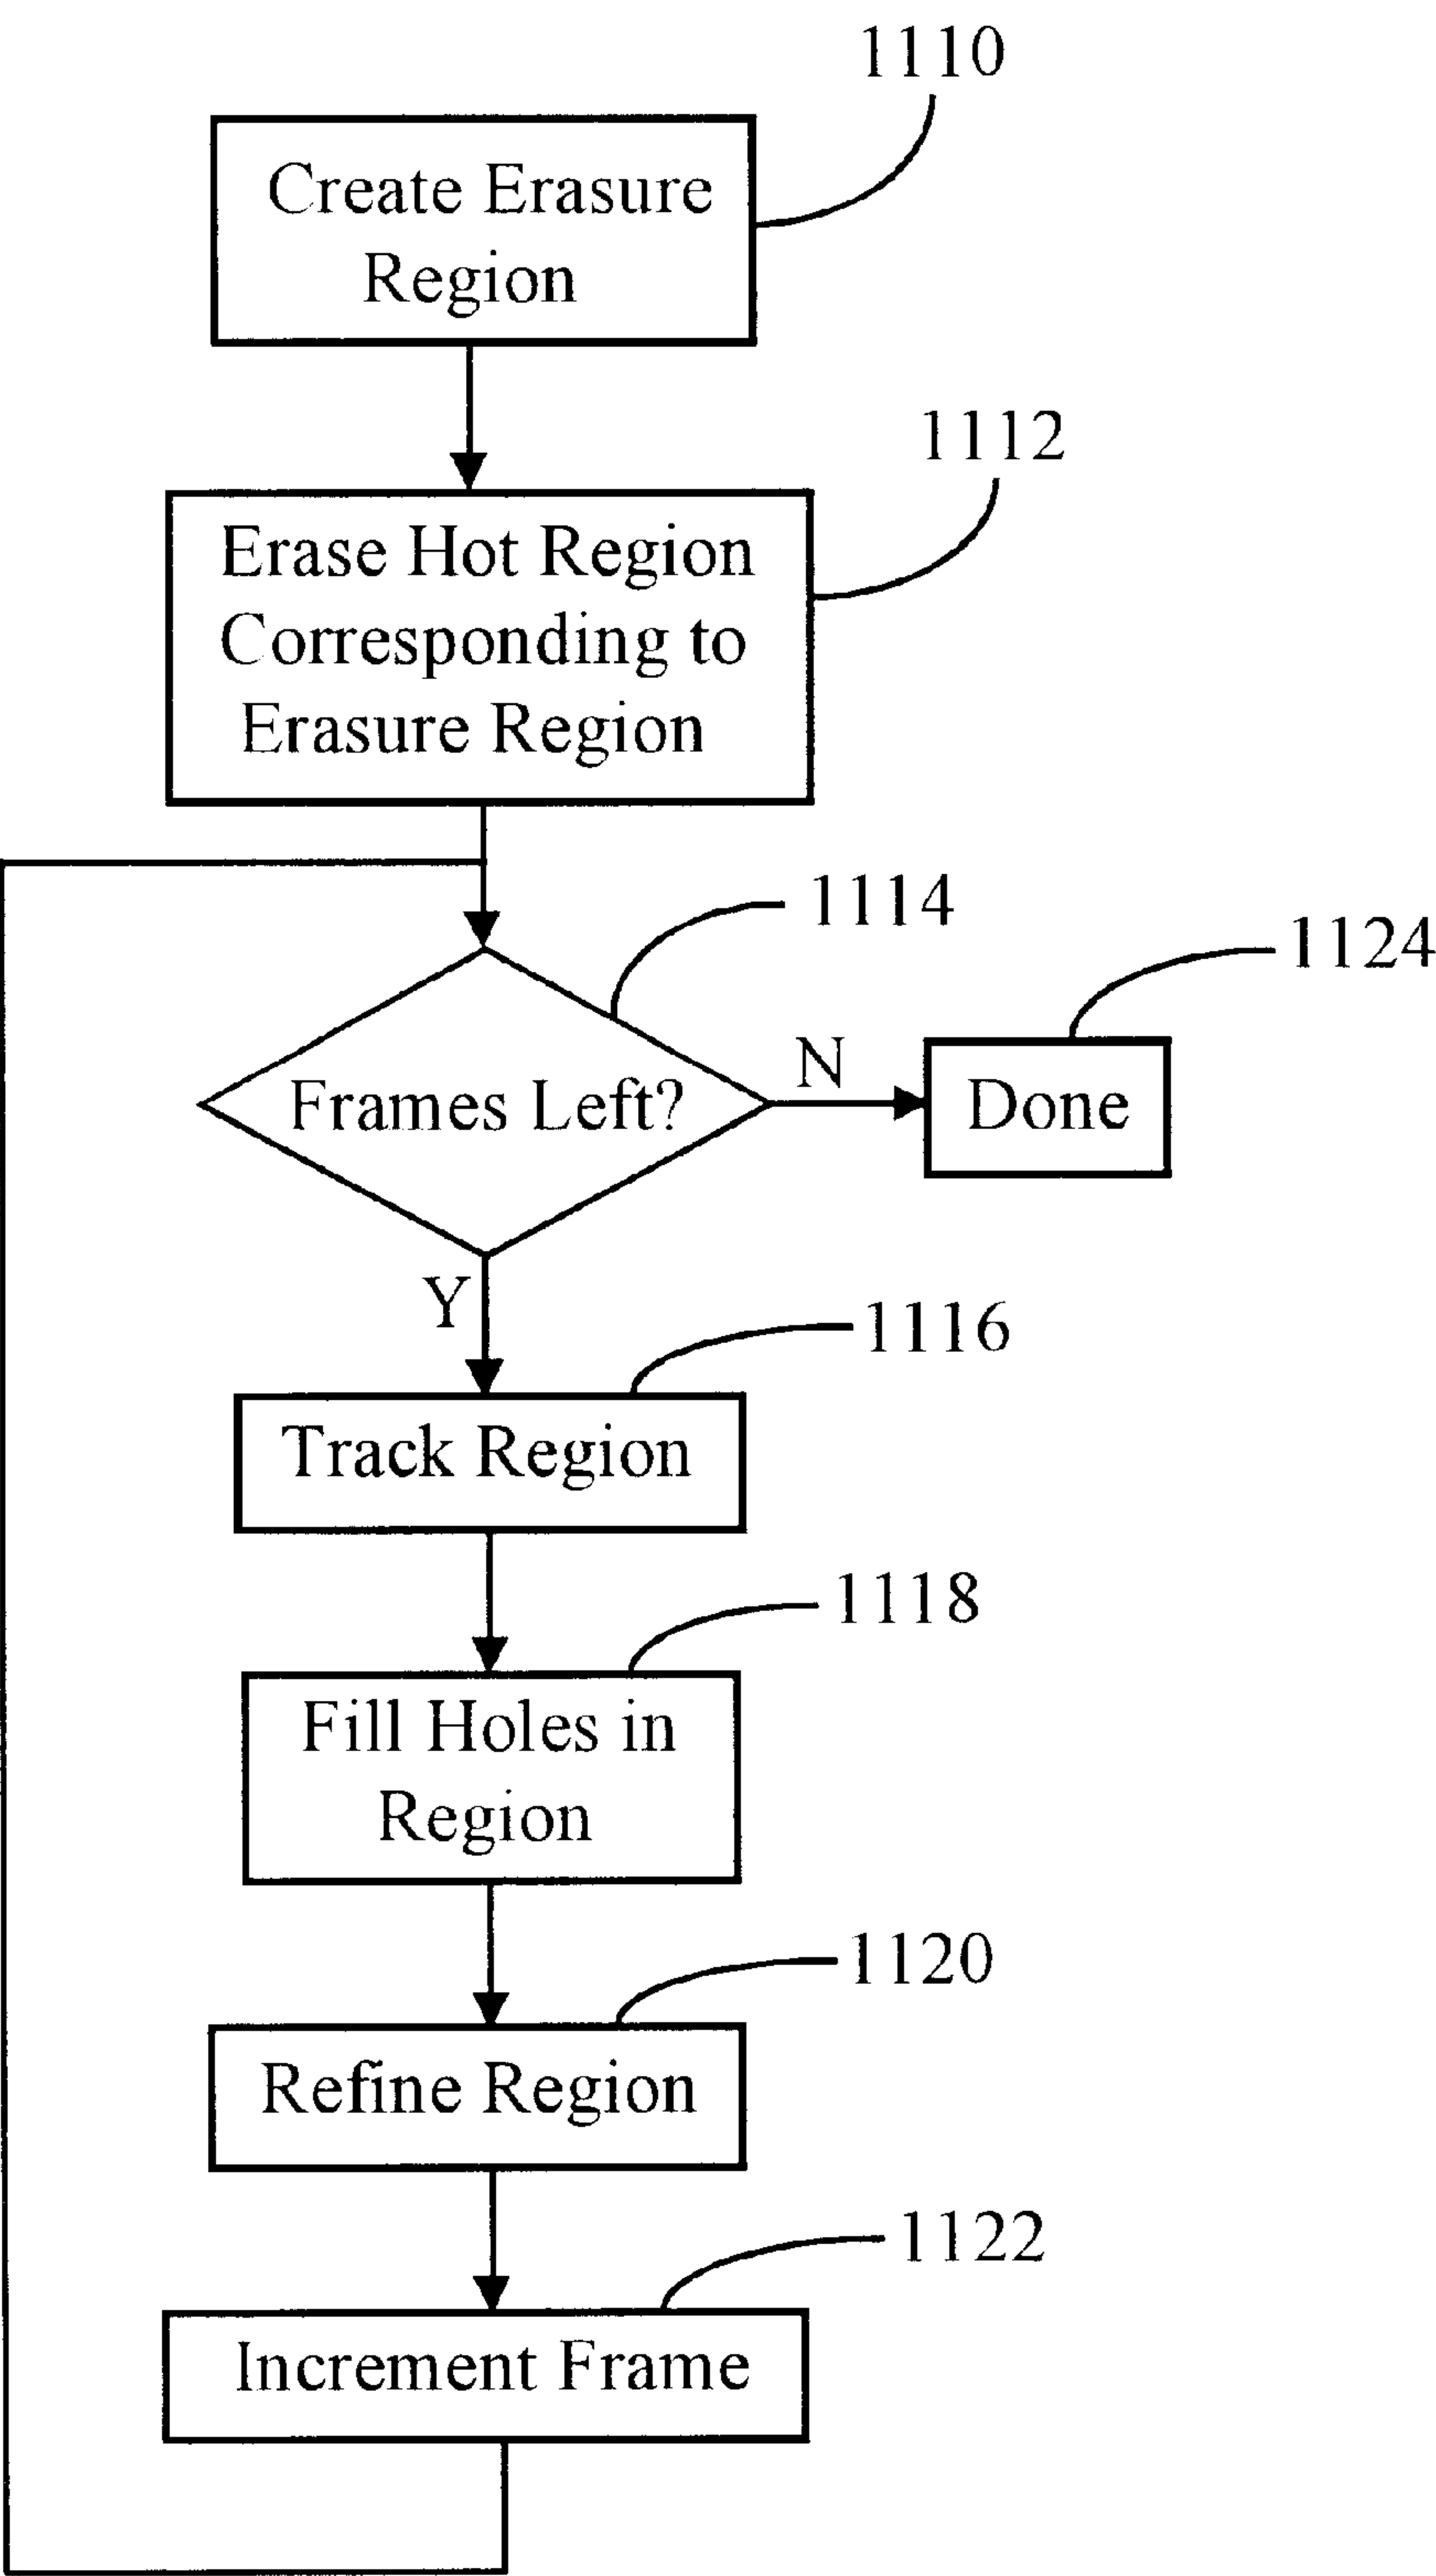 1110
Create Erasure
Region
1112
Erase Hot Region
Corresponding to
Erasure Region
1114
1124
N
Frames Left?
Done
Y
1116
Track Region
1118
Fill Holes in
Region
1120
Refine Region
1122
Increment Frame